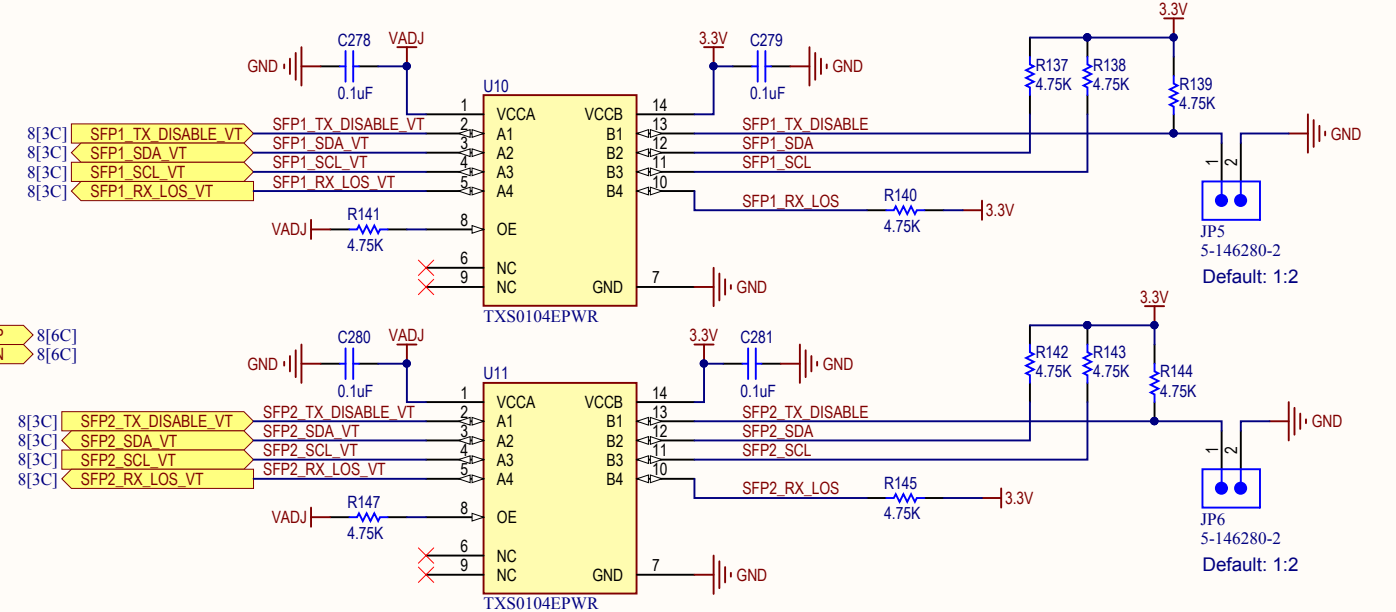 3.3V
C278
VADJ
3.3V
C279
GND
GND
0.1uF
0.1uF
R137
4.75K
R138
4.75K
R139
4.75K
U10
1
VCCA
VCCB
14
8[3C] SFP1_TX_DISABLE_VT
SFP1_TX_DISABLE_VT
2
A1
B1
13
SFP1_TX_DISABLE
GND
8[3C] SFP1_SDA_VT
SFP1_SDA_VT
3
A2
B2
12
SFP1_SDA
8[3C] SFP1_SCL_VT
SFP1_SCL_VT
4
A3
B3
11
SFP1_SCL
1
2
8[3C] SFP1_RX_LOS_VT
SFP1_RX_LOS_VT
5
A4
B4
10
SFP1_RX_LOS
R140
4.75K
3.3V
R141
VADJ
4.75K
8
OE
JP5
5-146280-2
Default: 1:2
6
NC
9
NC
GND
7
GND
TXS0104EPWR
P
8[6C]
N
8[6C]
3.3V
C280
VADJ
3.3V
C281
GND
GND
0.1uF
0.1uF
R142
4.75K
R143
4.75K
R144
4.75K
U11
1
VCCA
VCCB
14
8[3C] SFP2_TX_DISABLE_VT
SFP2_TX_DISABLE_VT
2
A1
B1
13
SFP2_TX_DISABLE
GND
8[3C] SFP2_SDA_VT
SFP2_SDA_VT
3
A2
B2
12
SFP2_SDA
8[3C] SFP2_SCL_VT
SFP2_SCL_VT
4
A3
B3
11
SFP2_SCL
1
2
8[3C] SFP2_RX_LOS_VT
SFP2_RX_LOS_VT
5
A4
B4
10
SFP2_RX_LOS
R145
4.75K
3.3V
R147
VADJ
4.75K
8
OE
JP6
5-146280-2
Default: 1:2
6
NC
9
NC
GND
7
GND
TXS0104EPWR